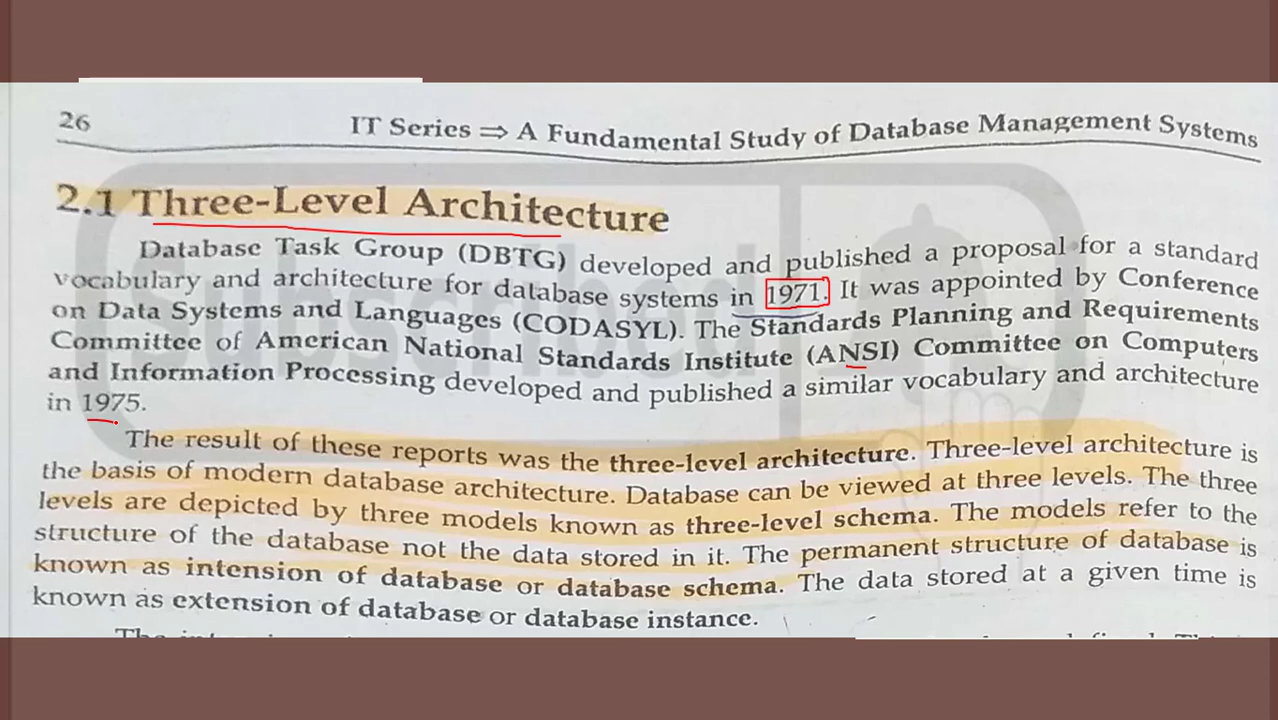 26
IT Series ⇒ A Fundamental Study of Database Management Systems
2.1 Three-Level Architecture
Database Task Group (DBTG) developed and published a proposal for a standard
vocabulary and architecture for database systems in 1971. It was appointed by Conference
on Data Systems and Languages (CODASYL). The Standards Planning and Requirements
Committee of American National Standards Institute (ANSI) Committee on Computers
and Information Processing developed and published a similar vocabulary and architecture
in 1975.
The result of these reports was the three-level architecture. Three-level architecture is
the basis of modern database architecture. Database can be viewed at three levels. The three
levels are depicted by three models known as three-level schema. The models refer to the
structure of the database not the data stored in it. The permanent structure of database is
known as intension of database or database schema. The data stored at a given time is
known as extension of database or database instance.
Subscribed